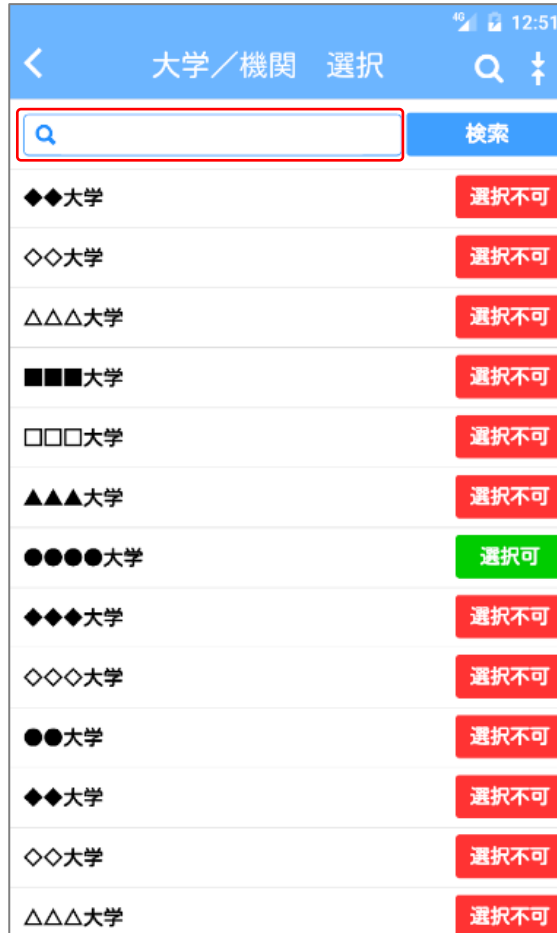 4G 12:51
大学／機関　選択
検索
◆◆大学 選択不可
◇◇大学 選択不可
△△△大学 選択不可
■■■大学 選択不可
□□□大学 選択不可
▲▲▲大学 選択不可
●●●●大学 選択可
◆◆◆大学 選択不可
◇◇◇大学 選択不可
●●大学 選択不可
◆◆大学 選択不可
◇◇大学 選択不可
△△△大学 選択不可